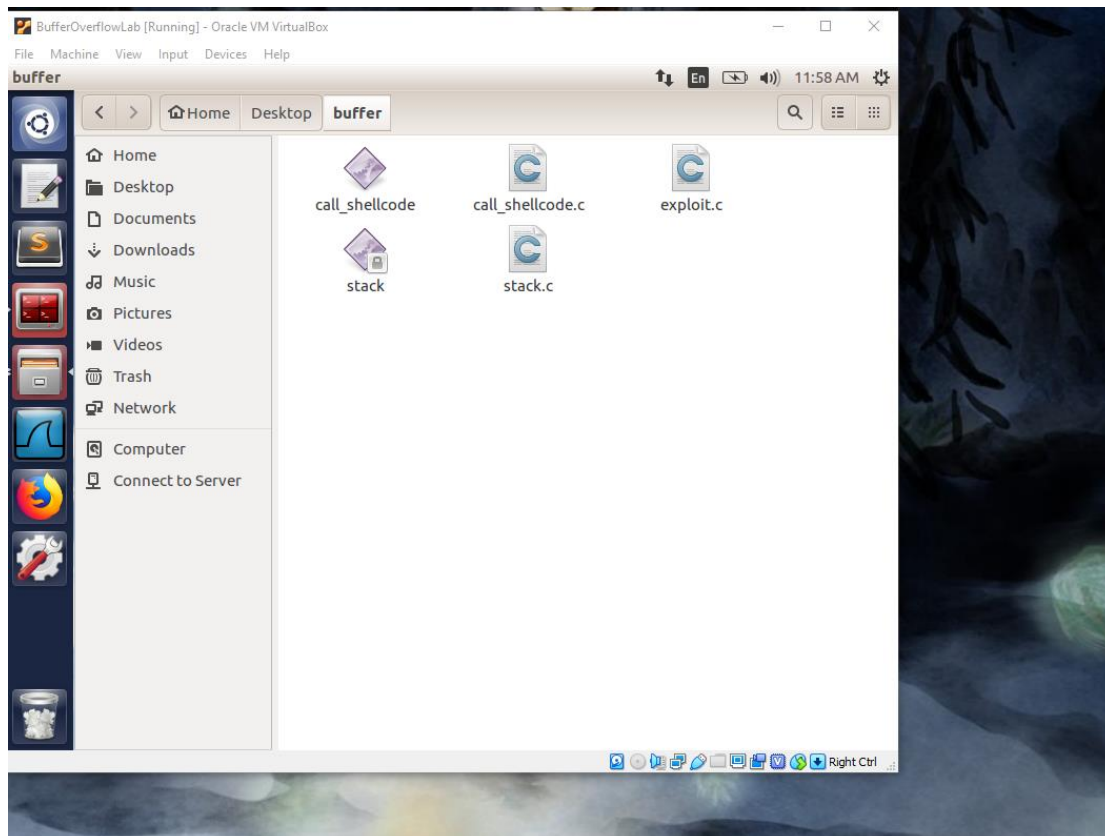 BufferOverflowLab [Running] - Oracle VM VirtualBox
File Machine View Input Devices Help
buffer En 11:58 AM
Home Desktop buffer
Home
Desktop
Documents
Downloads
Music
Pictures
Videos
Trash
Network
Computer
Connect to Server
call_shellcode call_shellcode.c exploit.c
stack stack.c
Right Ctrl